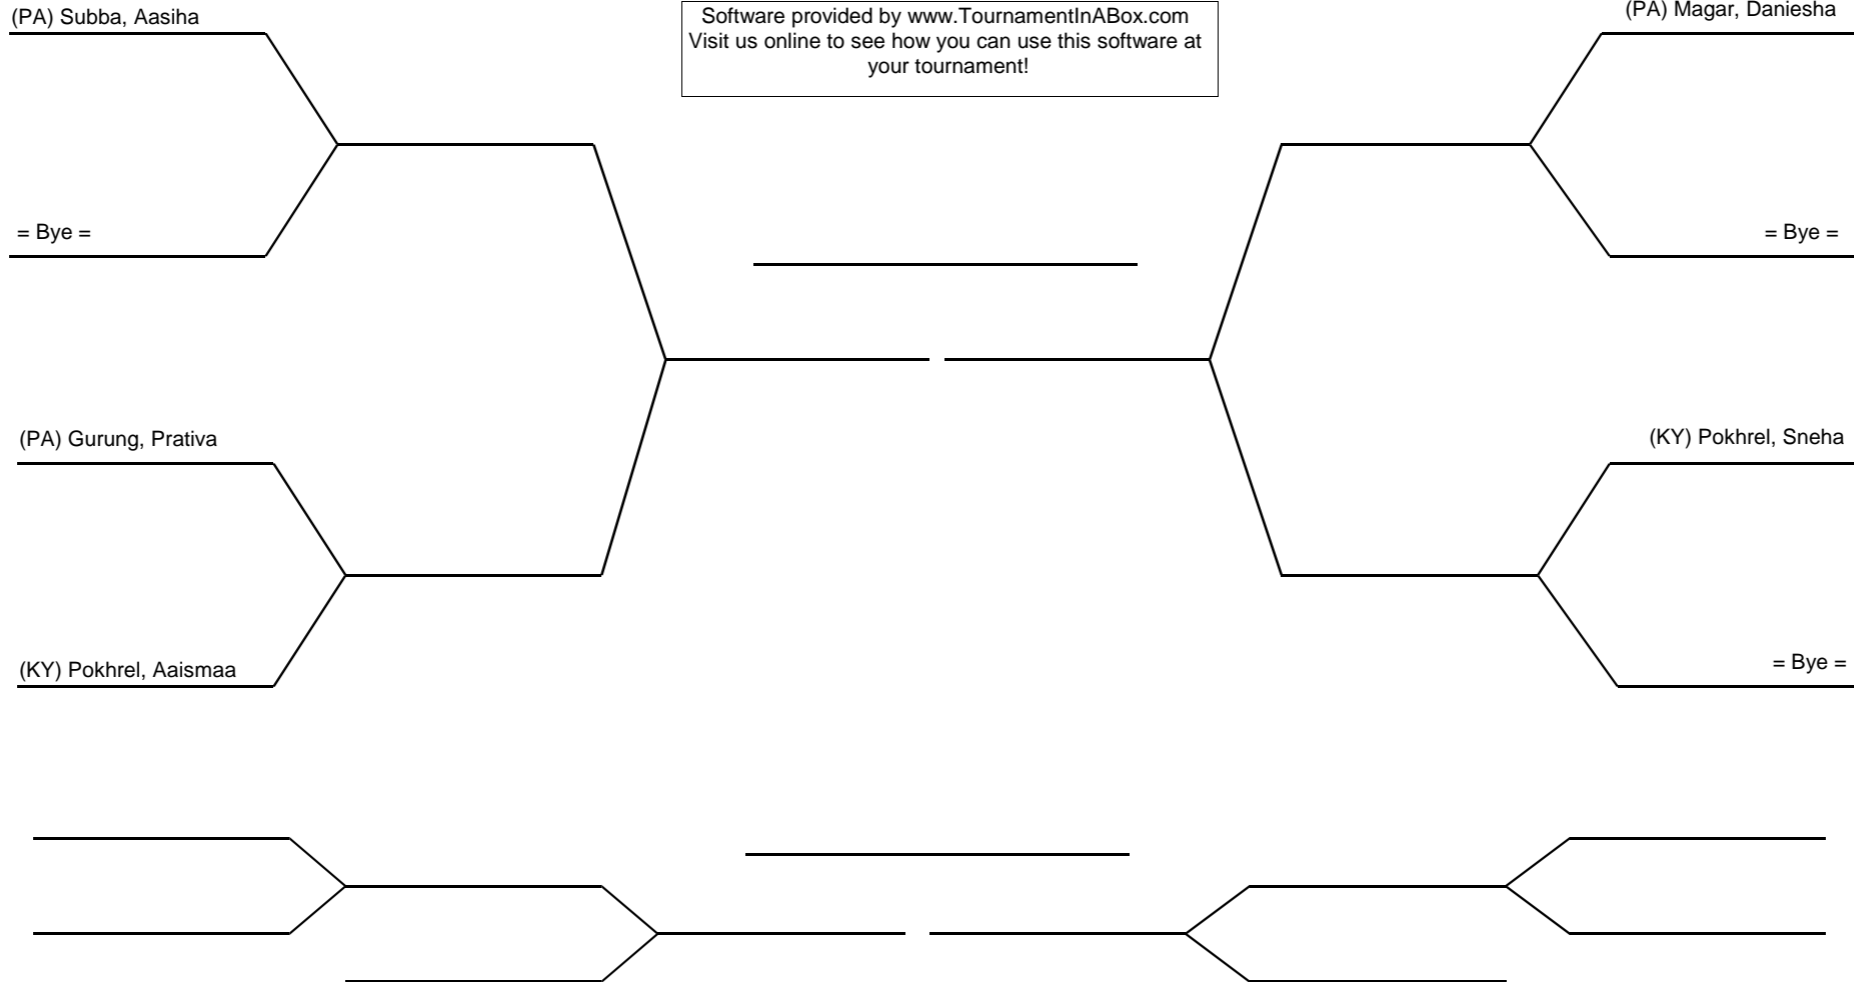 (PA) Subba, Aasiha
Software provided by www.TournamentInABox.com
Visit us online to see how you can use this software at
your tournament!
(PA) Magar, Daniesha
= Bye =
= Bye =
(PA) Gurung, Prativa
(KY) Pokhrel, Sneha
(KY) Pokhrel, Aaismaa
= Bye =